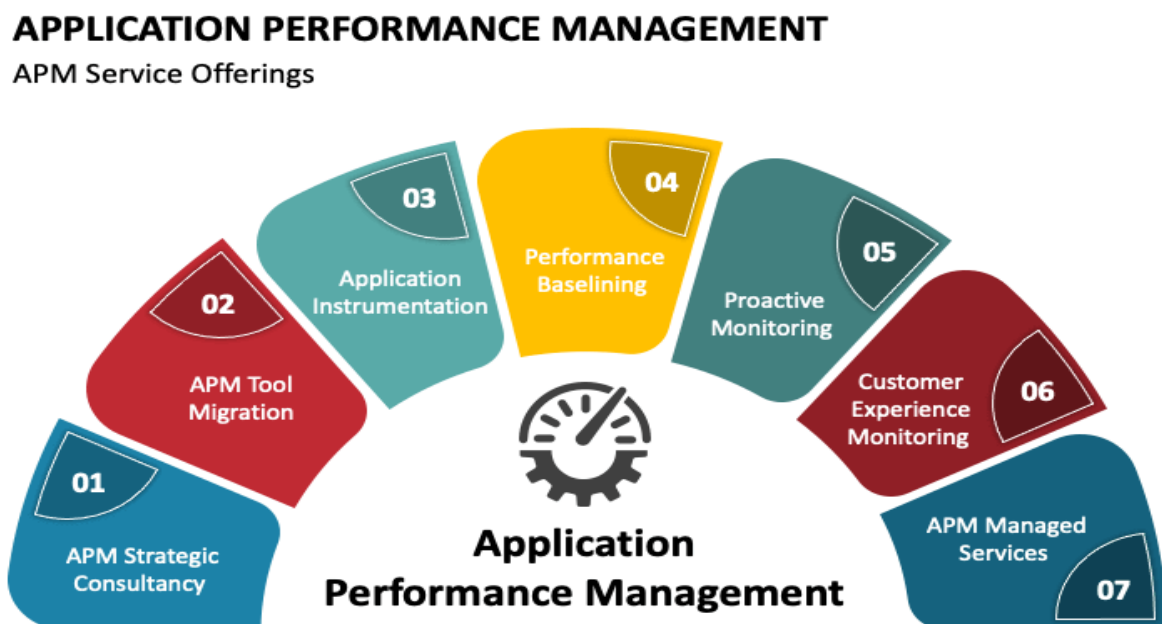 APPLICATION PERFORMANCE MANAGEMENT
APM Service Offerings
01
APM Strategic
Consultancy
02
APM Tool
Migration
03
Application
Instrumentation
04
Performance
Baselining
05
Proactive
Monitoring
06
Customer
Experience
Monitoring
07
APM Managed
Services
Application
Performance Management